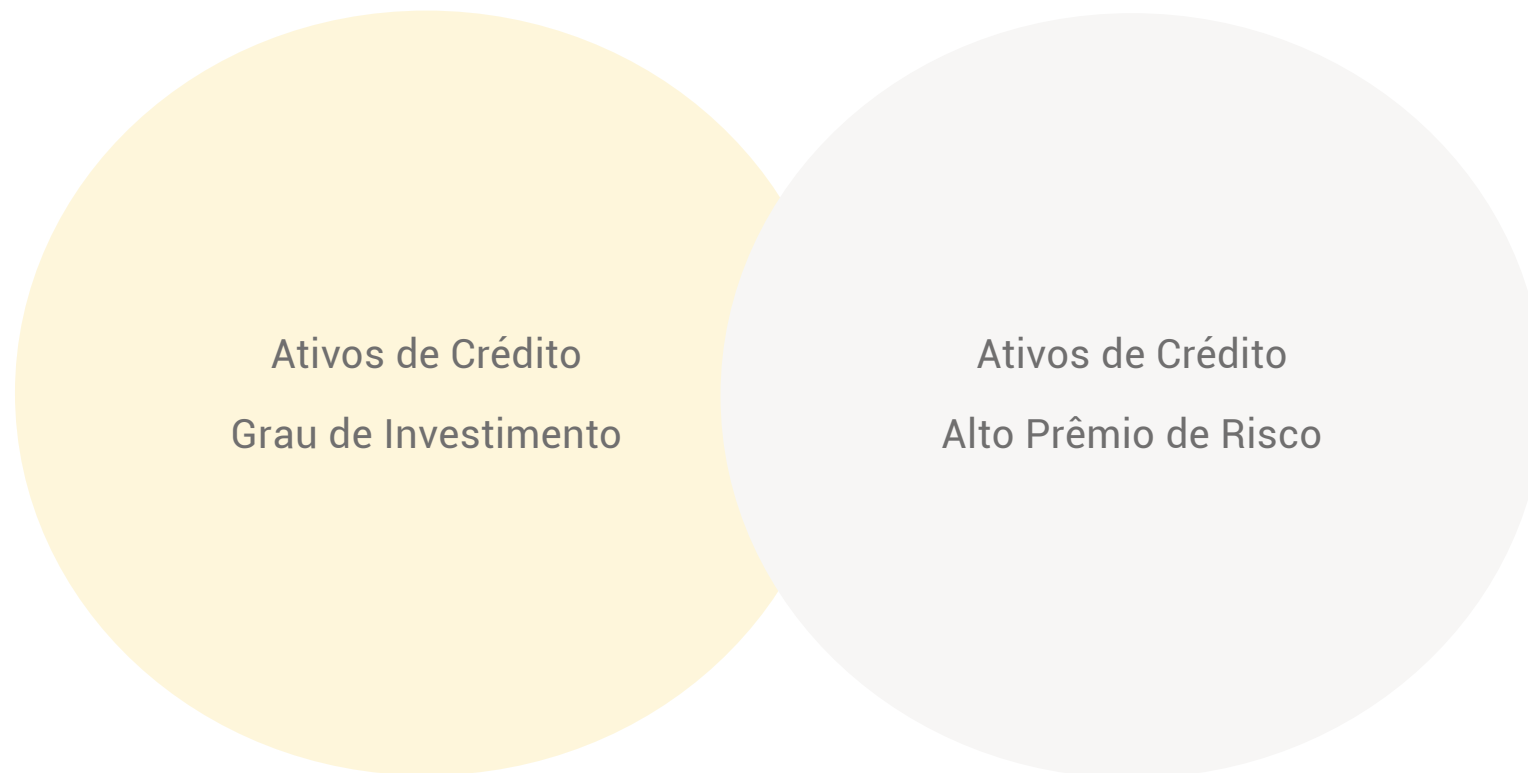 Ativos de Crédito
Grau de Investimento
Ativos de Crédito
Alto Prêmio de Risco